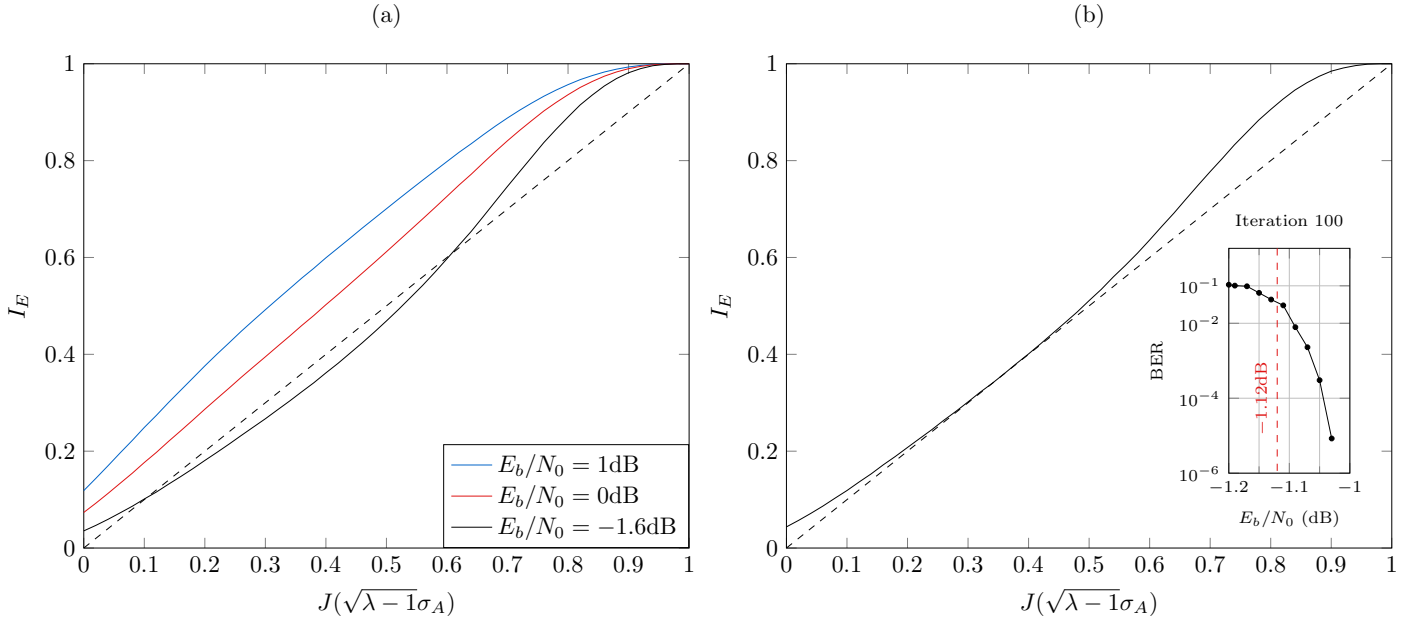 (a)
1
0.8
0.6
0.4
0.2
0
I_E
0 0.1 0.2 0.3 0.4 0.5 0.6 0.7 0.8 0.9 1
J(√λ − 1σ_A)
E_b/N_0 = 1dB
E_b/N_0 = 0dB
E_b/N_0 = −1.6dB
(b)
1
0.8
0.6
0.4
0.2
0
I_E
0 0.1 0.2 0.3 0.4 0.5 0.6 0.7 0.8 0.9 1
J(√λ − 1σ_A)
Iteration 100
10^−1
10^−2
10^−4
10^−6
BER
−1.12dB
−1.2 −1.1 −1
E_b/N_0 (dB)